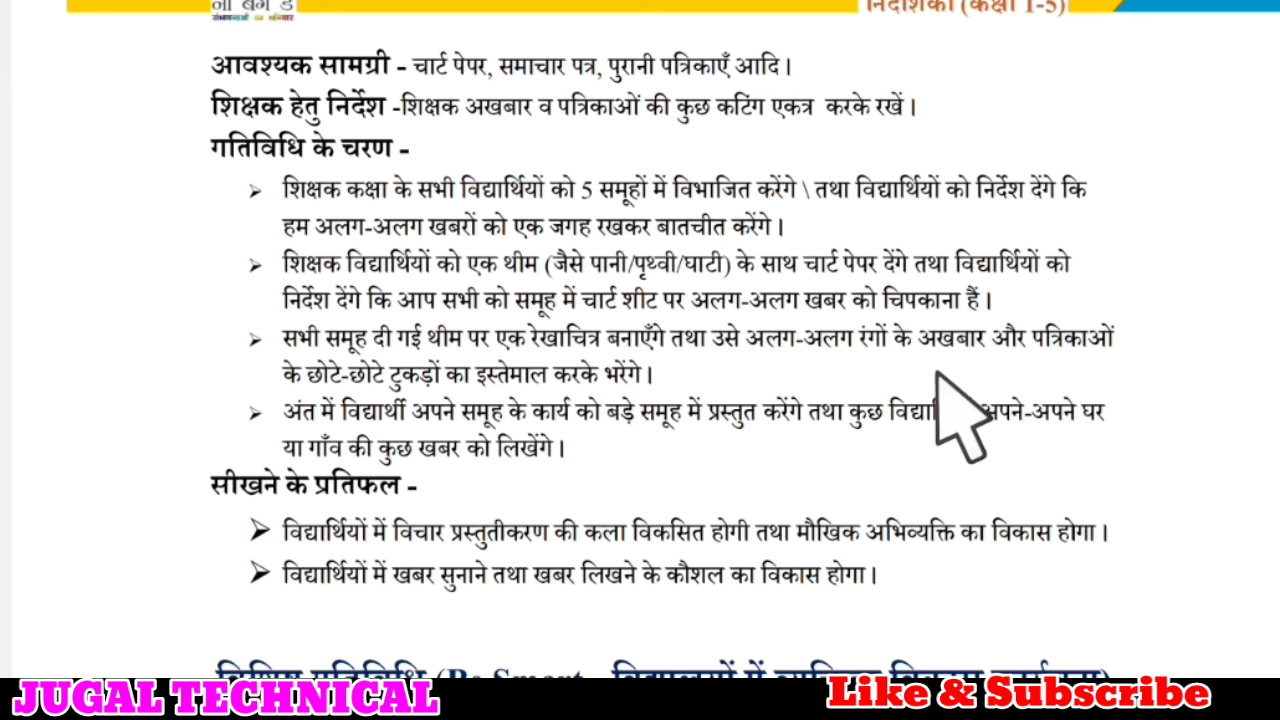 नो बैग डे
निर्देशिका (कक्षा 1-5)
आवश्यक सामग्री - चार्ट पेपर, समाचार पत्र, पुरानी पत्रिकाएँ आदि।
शिक्षक हेतु निर्देश -शिक्षक अखबार व पत्रिकाओं की कुछ कटिंग एकत्र करके रखें।
गतिविधि के चरण -
➢ शिक्षक कक्षा के सभी विद्यार्थियों को 5 समूहों में विभाजित करेंगे \ तथा विद्यार्थियों को निर्देश देंगे कि
हम अलग-अलग खबरों को एक जगह रखकर बातचीत करेंगे।
➢ शिक्षक विद्यार्थियों को एक थीम (जैसे पानी/पृथ्वी/घाटी) के साथ चार्ट पेपर देंगे तथा विद्यार्थियों को
निर्देश देंगे कि आप सभी को समूह में चार्ट शीट पर अलग-अलग खबर को चिपकाना हैं।
➢ सभी समूह दी गई थीम पर एक रेखाचित्र बनाएँगे तथा उसे अलग-अलग रंगों के अखबार और पत्रिकाओं
के छोटे-छोटे टुकड़ों का इस्तेमाल करके भरेंगे।
➢ अंत में विद्यार्थी अपने समूह के कार्य को बड़े समूह में प्रस्तुत करेंगे तथा कुछ अपने-अपने घर
या गाँव की कुछ खबर को लिखेंगे।
सीखने के प्रतिफल -
➢ विद्यार्थियों में विचार प्रस्तुतीकरण की कला विकसित होगी तथा मौखिक अभिव्यक्ति का विकास होगा।
➢ विद्यार्थियों में खबर सुनाने तथा खबर लिखने के कौशल का विकास होगा।
JUGAL TECHNICAL
Like & Subscribe